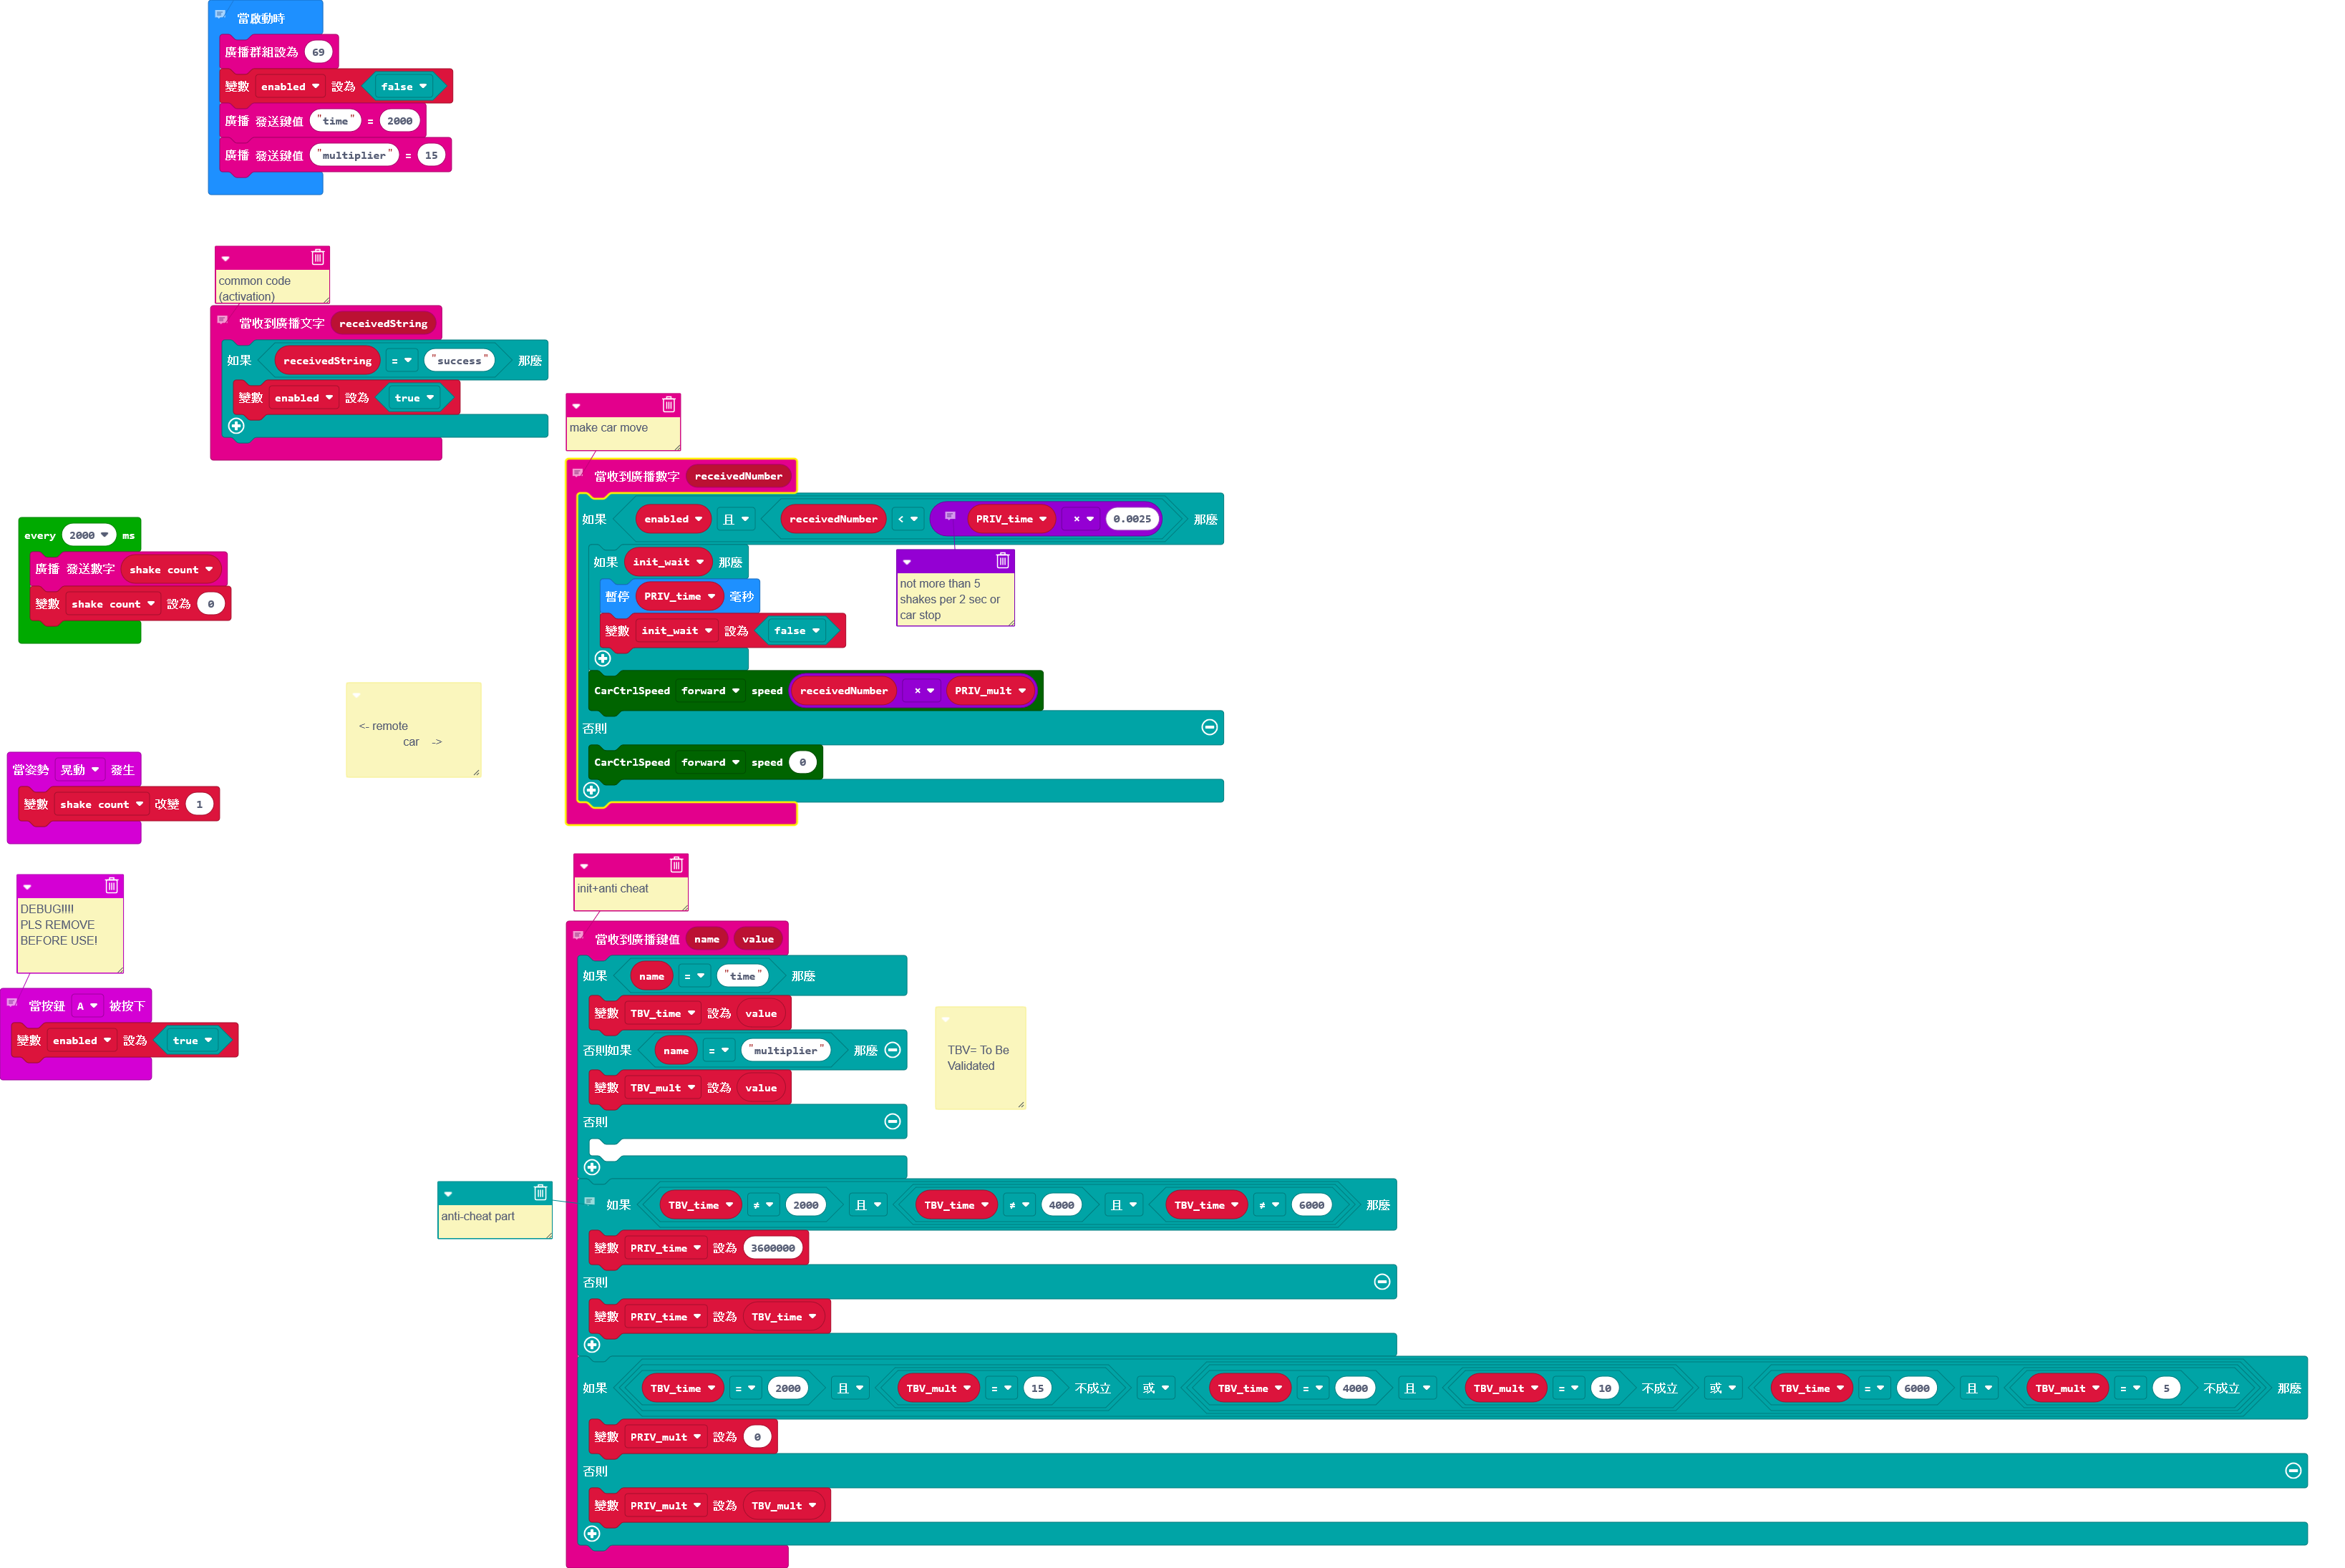 當啟動時
廣播群組設為 69
變數 enabled 設為 false
廣播 發送鍵值 "time" = 2000
廣播 發送鍵值 "multiplier" = 15
common code
(activation)
當收到廣播文字 receivedString
如果 receivedString = "success" 那麼
變數 enabled 設為 true
make car move
當收到廣播數字 receivedNumber
如果 enabled 且 receivedNumber < PRIV_time × 0.0025 那麼
如果 init_wait 那麼
暫停 PRIV_time 毫秒
變數 init_wait 設為 false
not more than 5
shakes per 2 sec or
car stop
CarCtrlSpeed forward speed receivedNumber × PRIV_mult
否則
CarCtrlSpeed forward speed 0
every 2000 ms
廣播 發送數字 shake count
變數 shake count 設為 0
<- remote
car ->
當姿勢 晃動 發生
變數 shake count 改變 1
DEBUG!!!!
PLS REMOVE
BEFORE USE!
當按鈕 A 被按下
變數 enabled 設為 true
init+anti cheat
當收到廣播鍵值 name value
如果 name = "time" 那麼
變數 TBV_time 設為 value
否則如果 name = "multiplier" 那麼
變數 TBV_mult 設為 value
否則
TBV= To Be
Validated
anti-cheat part
如果 TBV_time ≠ 2000 且 TBV_time ≠ 4000 且 TBV_time ≠ 6000 那麼
變數 PRIV_time 設為 3600000
否則
變數 PRIV_time 設為 TBV_time
如果 TBV_time = 2000 且 TBV_mult = 15 不成立 或 TBV_time = 4000 且 TBV_mult = 10 不成立 或 TBV_time = 6000 且 TBV_mult = 5 不成立 那麼
變數 PRIV_mult 設為 0
否則
變數 PRIV_mult 設為 TBV_mult